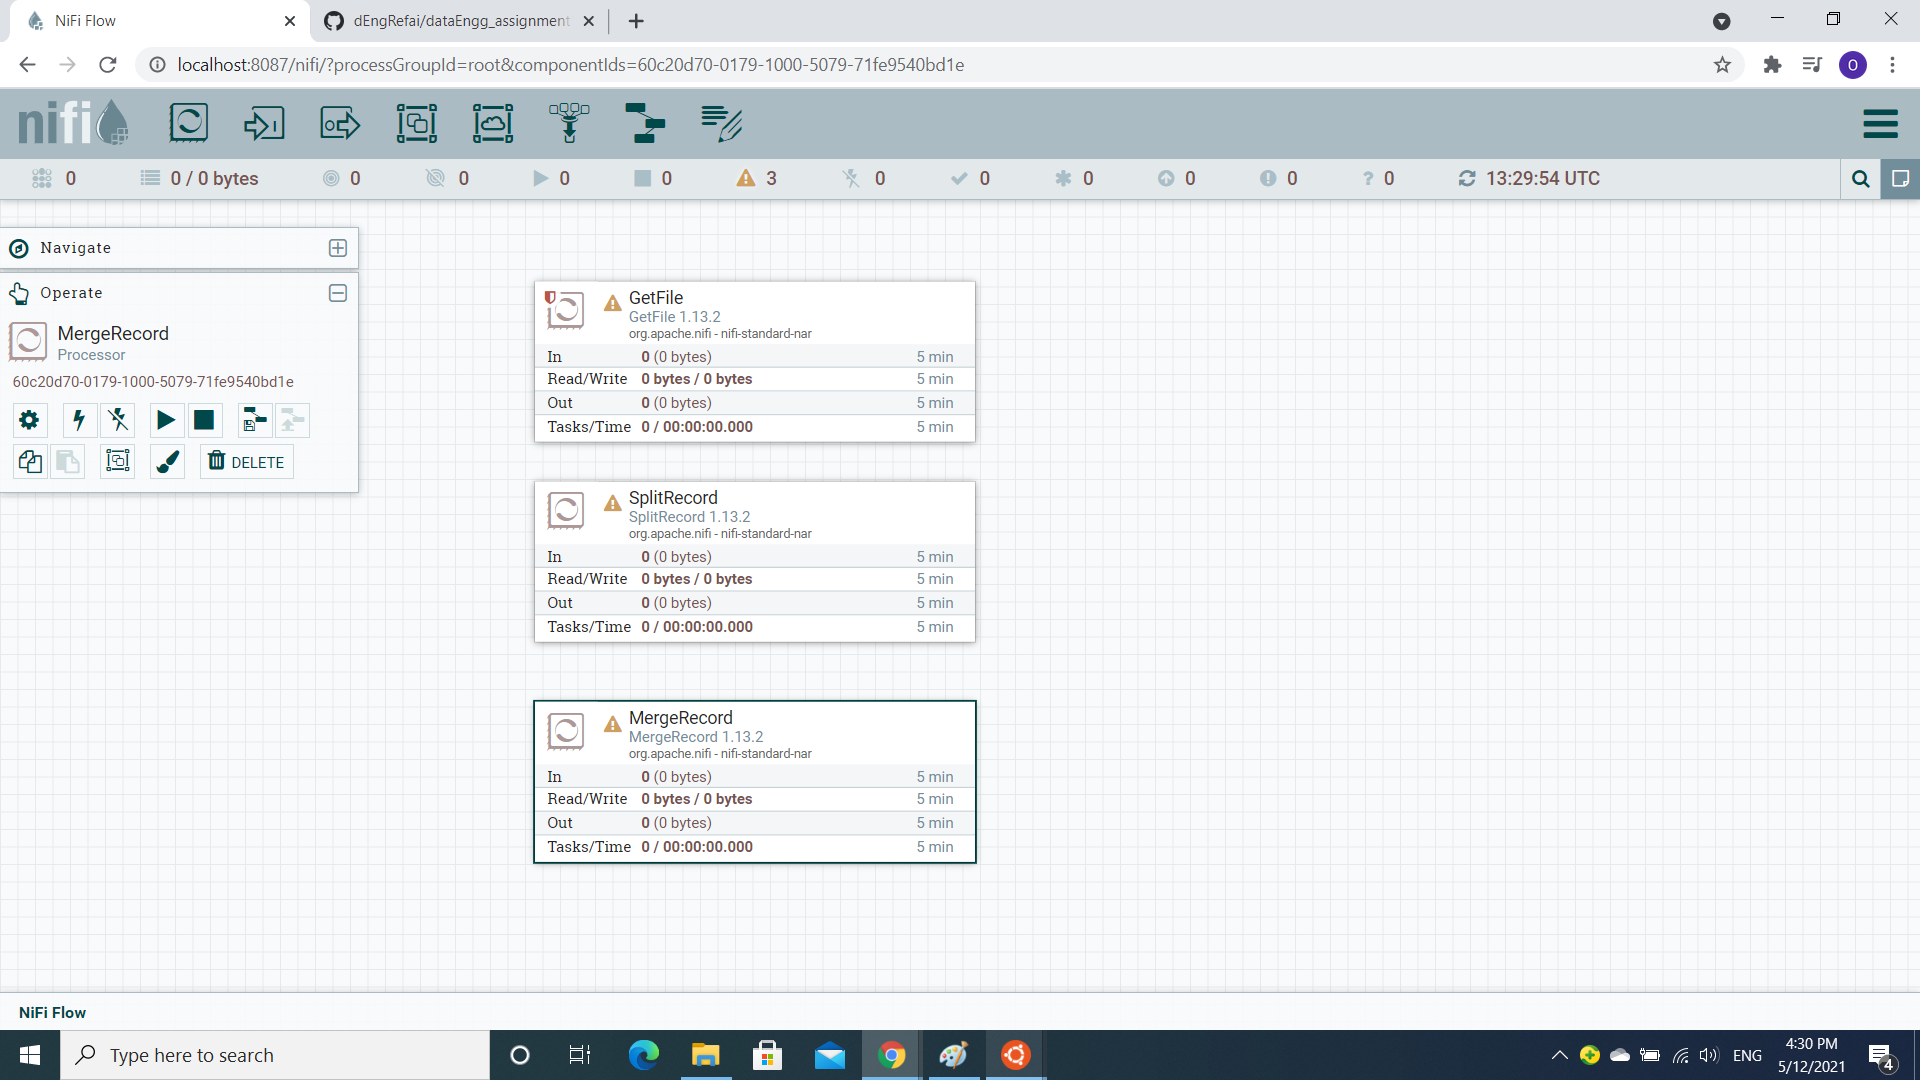 NiFi Flow
dEngRefai/dataEngg_assignment
localhost:8087/nifi/?processGroupId=root&componentIds=60c20d70-0179-1000-5079-71fe9540bd1e
O
nifi
0
0 / 0 bytes
0
0
0
0
3
0
0
0
0
0
? 0
13:29:54 UTC
Navigate
Operate
MergeRecord
Processor
60c20d70-0179-1000-5079-71fe9540bd1e
DELETE
GetFile
GetFile 1.13.2
org.apache.nifi - nifi-standard-nar
In 0 (0 bytes) 5 min
Read/Write 0 bytes / 0 bytes 5 min
Out 0 (0 bytes) 5 min
Tasks/Time 0 / 00:00:00.000 5 min
SplitRecord
SplitRecord 1.13.2
org.apache.nifi - nifi-standard-nar
In 0 (0 bytes) 5 min
Read/Write 0 bytes / 0 bytes 5 min
Out 0 (0 bytes) 5 min
Tasks/Time 0 / 00:00:00.000 5 min
MergeRecord
MergeRecord 1.13.2
org.apache.nifi - nifi-standard-nar
In 0 (0 bytes) 5 min
Read/Write 0 bytes / 0 bytes 5 min
Out 0 (0 bytes) 5 min
Tasks/Time 0 / 00:00:00.000 5 min
NiFi Flow
Type here to search
ENG
4:30 PM
5/12/2021
4